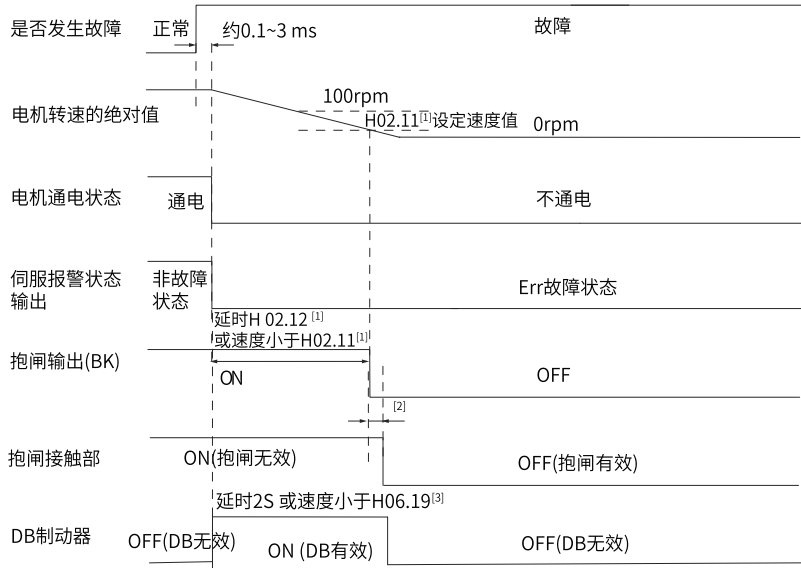 是否发生故障
正常
约0.1~3 ms
故障
电机转速的绝对值
100rpm
H02.11[1]设定速度值
0rpm
电机通电状态
通电
不通电
伺服报警状态
输出
非故障
状态
Err故障状态
延时H 02.12 [1]
或速度小于H02.11[1]
抱闸输出(BK)
ON
OFF
[2]
抱闸接触部
ON(抱闸无效)
OFF(抱闸有效)
延时2S 或速度小于H06.19[3]
DB制动器
OFF(DB无效)
ON (DB有效)
OFF(DB无效)